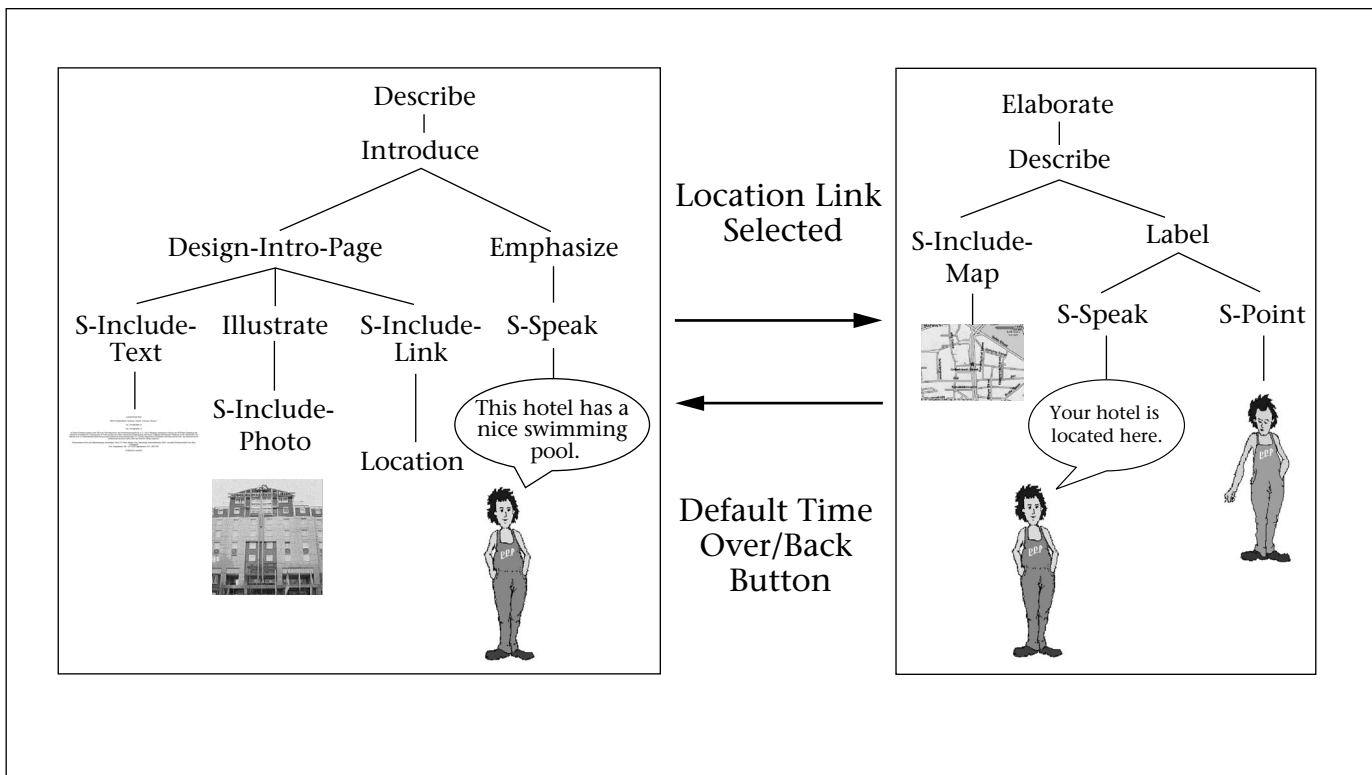 Describe
Introduce
Design-Intro-Page
Emphasize
S-Include-
Text
Illustrate
S-Include-
Link
S-Speak
S-Include-
Photo
Location
This hotel has a
nice swimming
pool.
Location Link
Selected
Default Time
Over/Back
Button
Elaborate
Describe
S-Include-
Map
Label
S-Speak
S-Point
Your hotel is
located here.